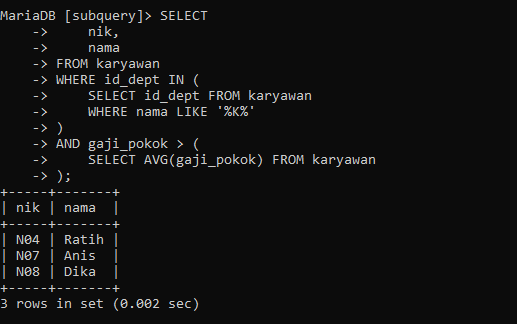 MariaDB [subquery]> SELECT
    ->     nik,
    ->     nama
    -> FROM karyawan
    -> WHERE id_dept IN (
    ->     SELECT id_dept FROM karyawan
    ->     WHERE nama LIKE '%K%'
    -> )
    -> AND gaji_pokok > (
    ->     SELECT AVG(gaji_pokok) FROM karyawan
    -> );
+-----+-------+
| nik | nama  |
+-----+-------+
| N04 | Ratih |
| N07 | Anis  |
| N08 | Dika  |
+-----+-------+
3 rows in set (0.002 sec)